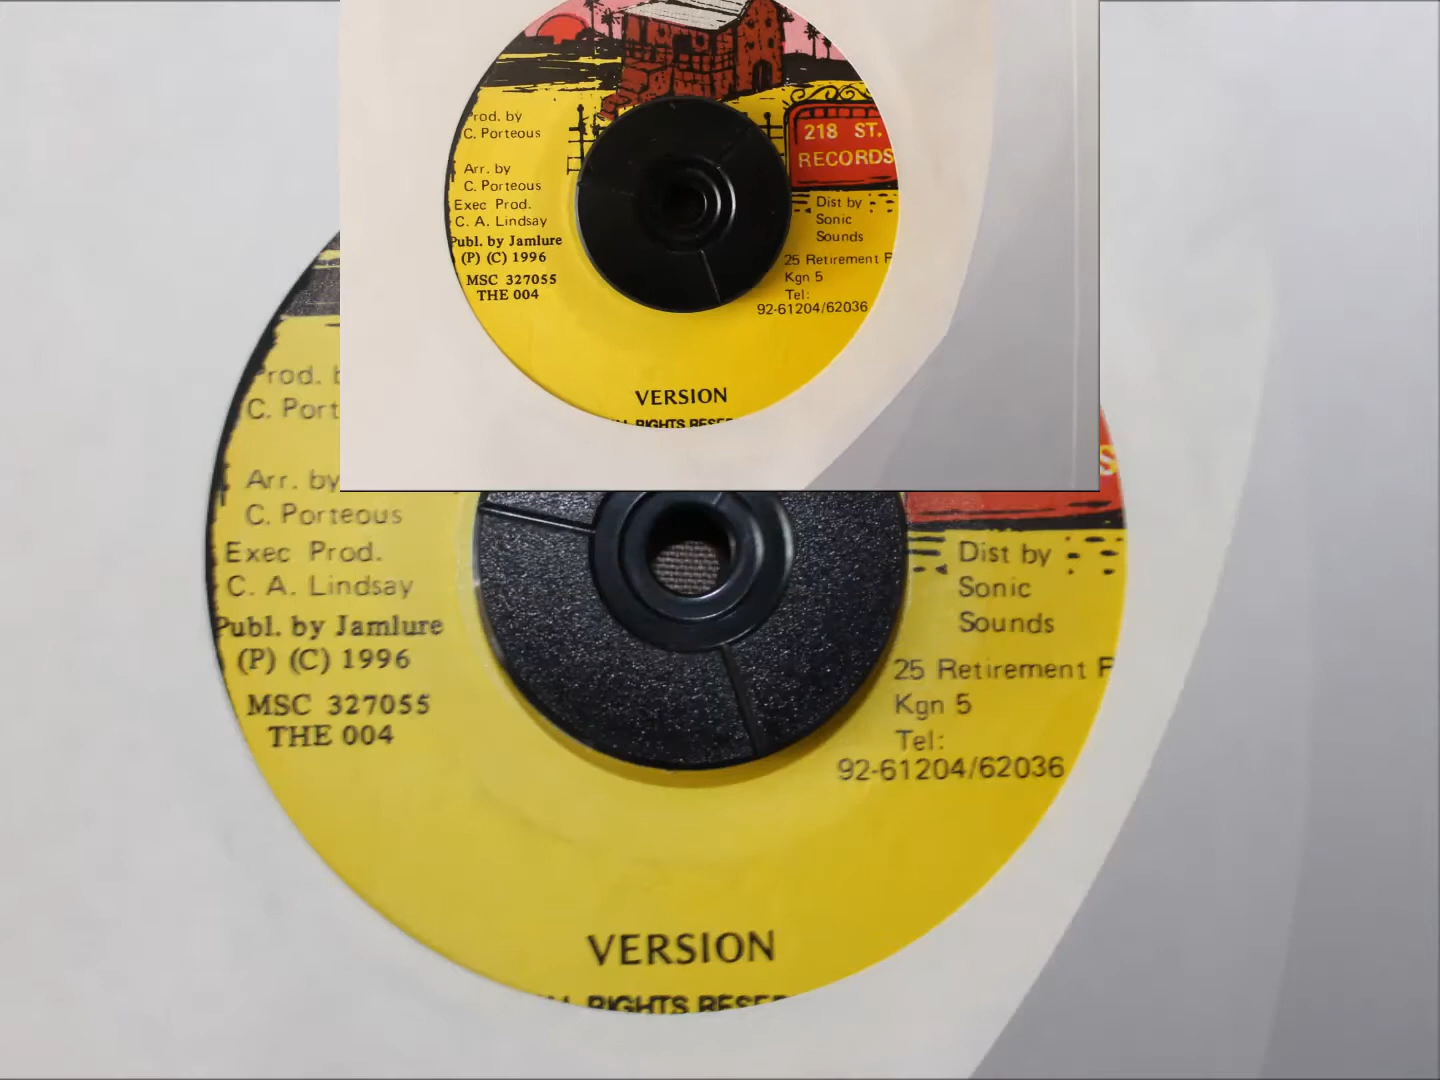 Prod. by
C. Porteous
Arr. by
C. Porteous
Exec Prod.
C. A. Lindsay
Publ. by Jamlure
(P) (C) 1996
MSC 327055
THE 004
218 ST.
RECORDS
Dist by
Sonic
Sounds
25 Retirement
Kgn 5
Tel:
92-61204/62036
VERSION
RIGHTS
Prod.
C.
Arr. by
C. Porteous
Exec Prod.
C. A. Lindsay
Publ. by Jamlure
(P) (C) 1996
MSC 327055
THE 004
Dist by
Sonic
Sounds
25 Retirement
Kgn 5
Tel:
92-61204/62036
VERSION
RIGHTS